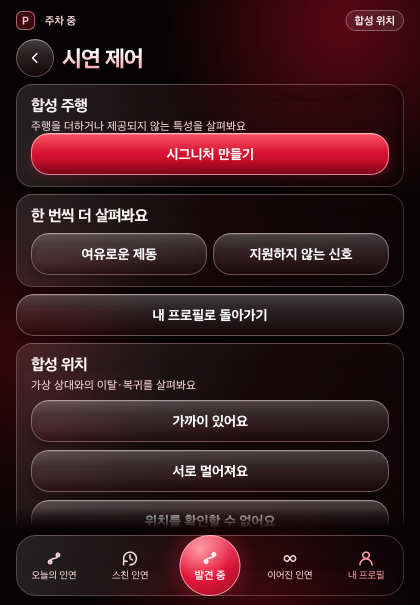 P 주차 중 합성 위치
시연 제어
합성 주행
주행을 더하거나 제공되지 않는 특성을 살펴봐요
시그니처 만들기
한 번씩 더 살펴봐요
여유로운 제동 지원하지 않는 신호
내 프로필로 돌아가기
합성 위치
가상 상대와의 이탈·복귀를 살펴봐요
가까이 있어요
서로 멀어져요
위치를 확인할 수 없어요
오늘의 인연 스친 인연 발견 중 이어진 인연 내 프로필